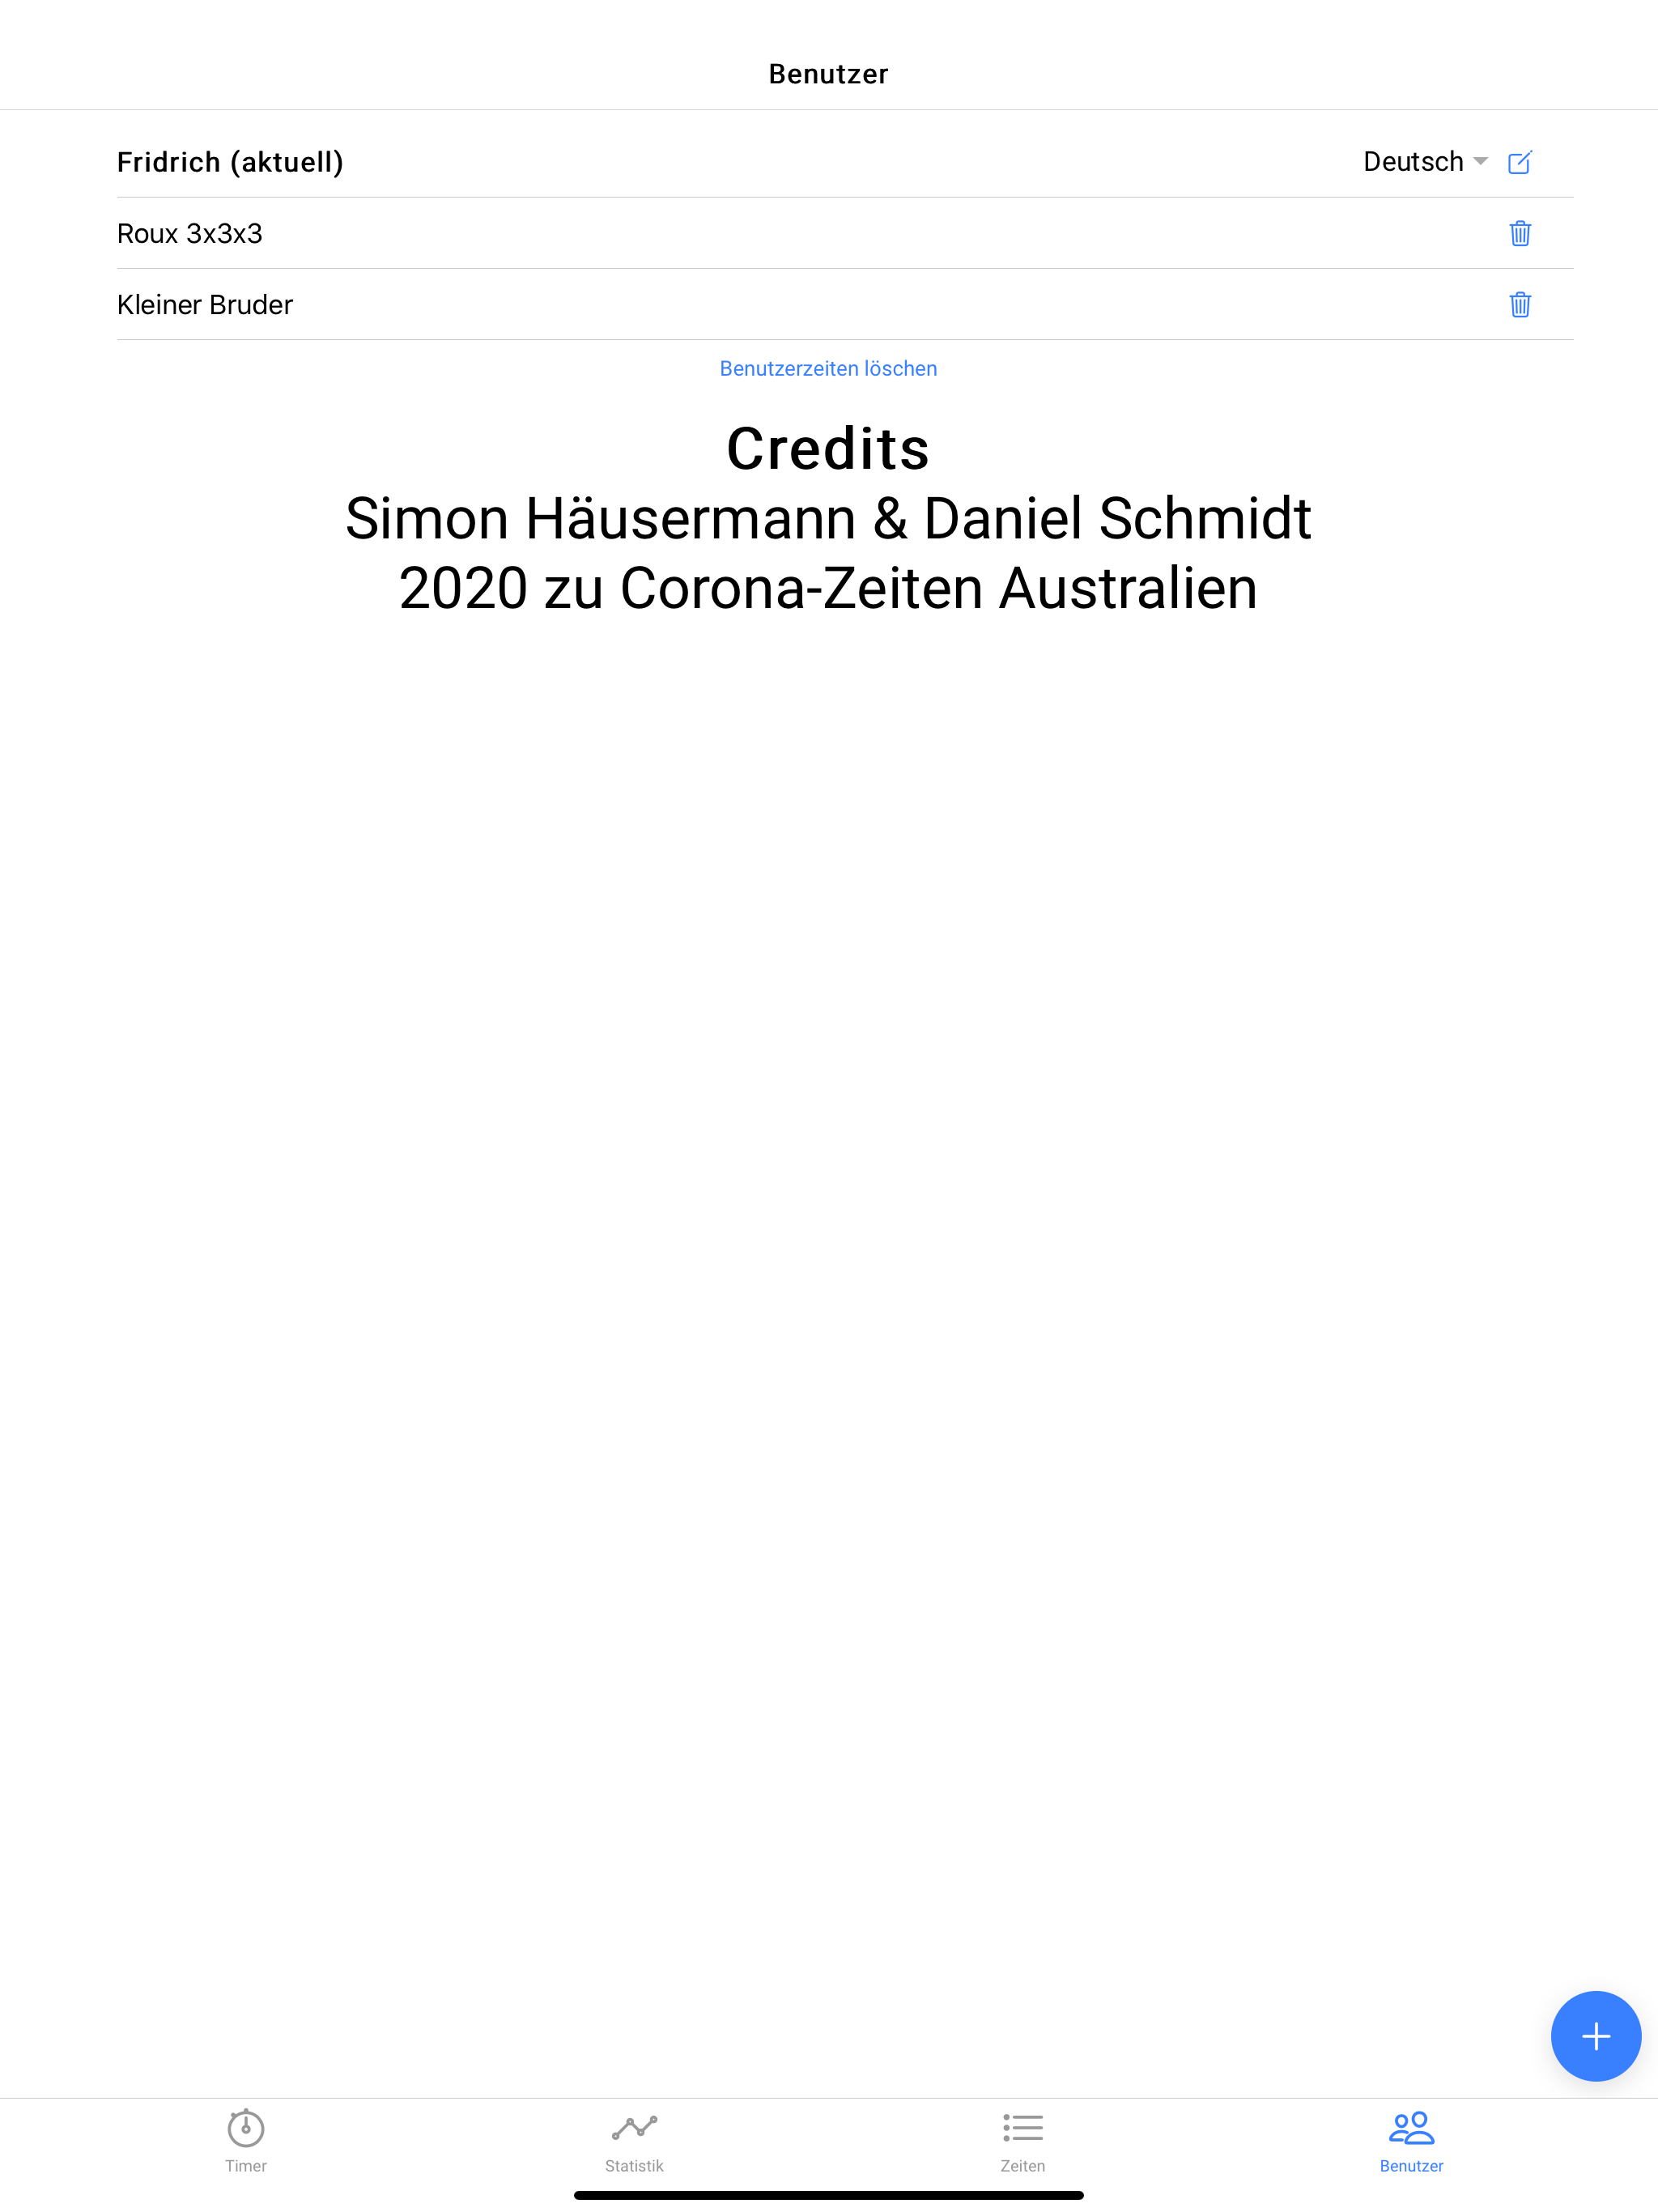 Benutzer
Fridrich (aktuell)
Deutsch
Roux 3x3x3
Kleiner Bruder
Benutzerzeiten löschen
Credits
Simon Häusermann & Daniel Schmidt
2020 zu Corona-Zeiten Australien
Timer
Statistik
Zeiten
Benutzer